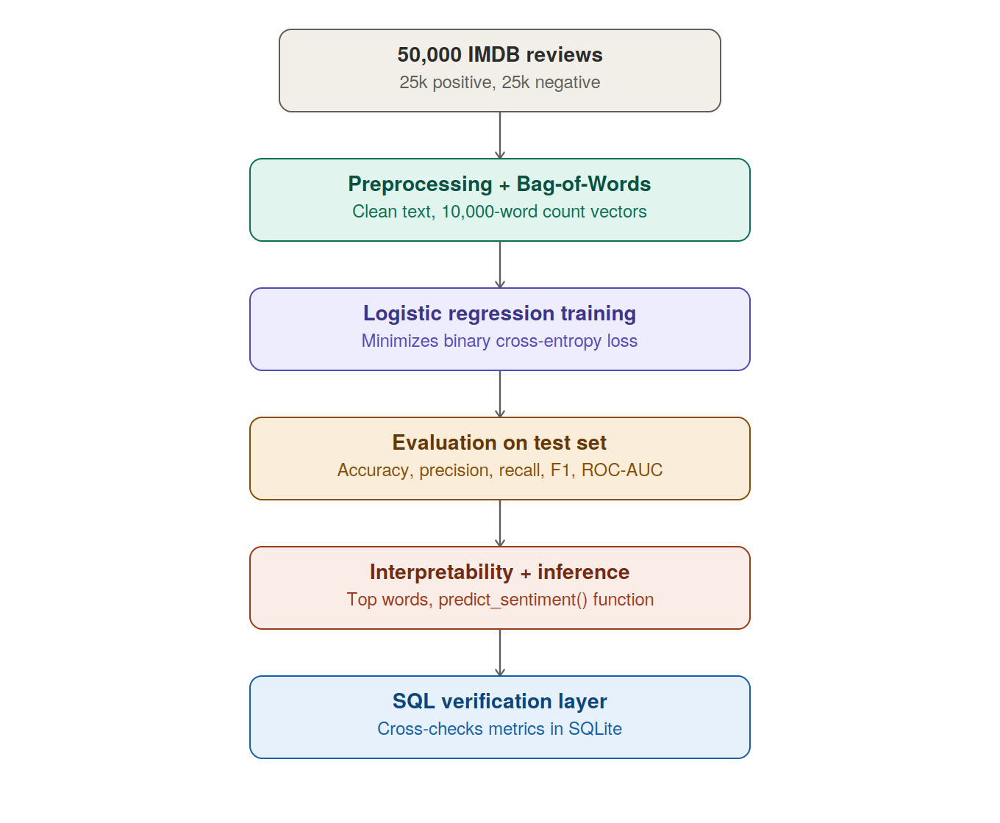 50,000 IMDB reviews
25k positive, 25k negative
Preprocessing + Bag-of-Words
Clean text, 10,000-word count vectors
Logistic regression training
Minimizes binary cross-entropy loss
Evaluation on test set
Accuracy, precision, recall, F1, ROC-AUC
Interpretability + inference
Top words, predict_sentiment() function
SQL verification layer
Cross-checks metrics in SQLite